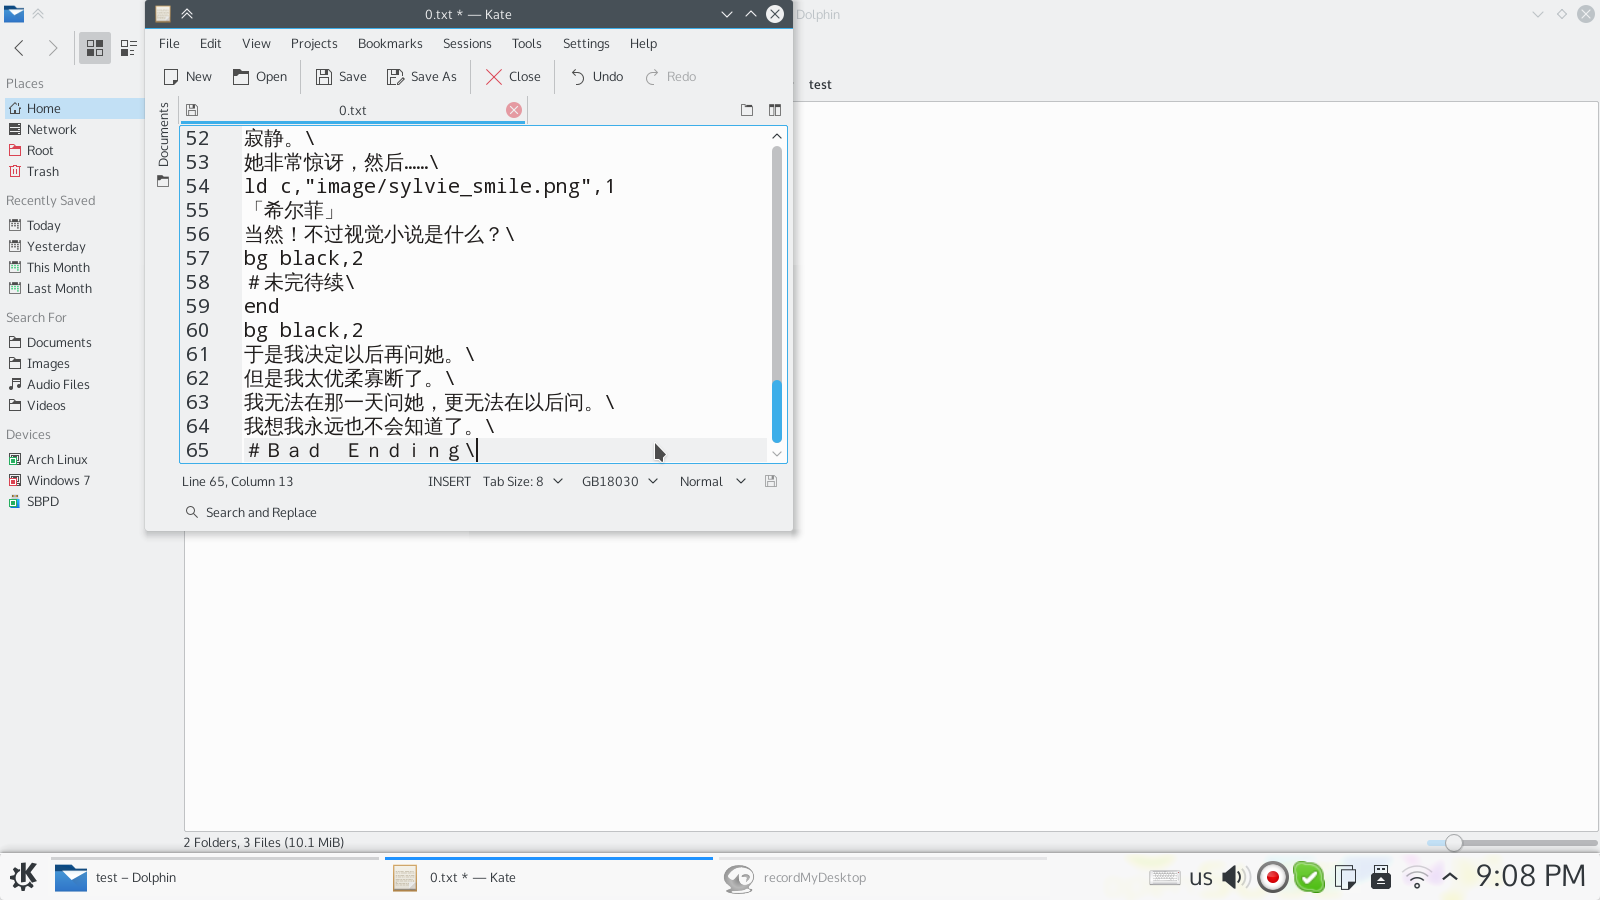 0.txt * — Kate
Dolphin
File Edit View Projects Bookmarks Sessions Tools Settings Help
New Open Save Save As Close Undo Redo
test
Places
Home
Network
Root
Trash
Recently Saved
Today
Yesterday
This Month
Last Month
Search For
Documents
Images
Audio Files
Videos
Devices
Arch Linux
Windows 7
SBPD
Documents
0.txt
52 寂静。\
53 她非常惊讶，然后……\
54 ld c,"image/sylvie_smile.png",1
55 「希尔菲」
56 当然！不过视觉小说是什么？\
57 bg black,2
58 ＃未完待续\
59 end
60 bg black,2
61 于是我决定以后再问她。\
62 但是我太优柔寡断了。\
63 我无法在那一天问她，更无法在以后问。\
64 我想我永远也不会知道了。\
65 ＃Ｂａｄ　Ｅｎｄｉｎｇ\
Line 65, Column 13 INSERT Tab Size: 8 GB18030 Normal
Search and Replace
2 Folders, 3 Files (10.1 MiB)
test – Dolphin 0.txt * — Kate recordMyDesktop us 9:08 PM